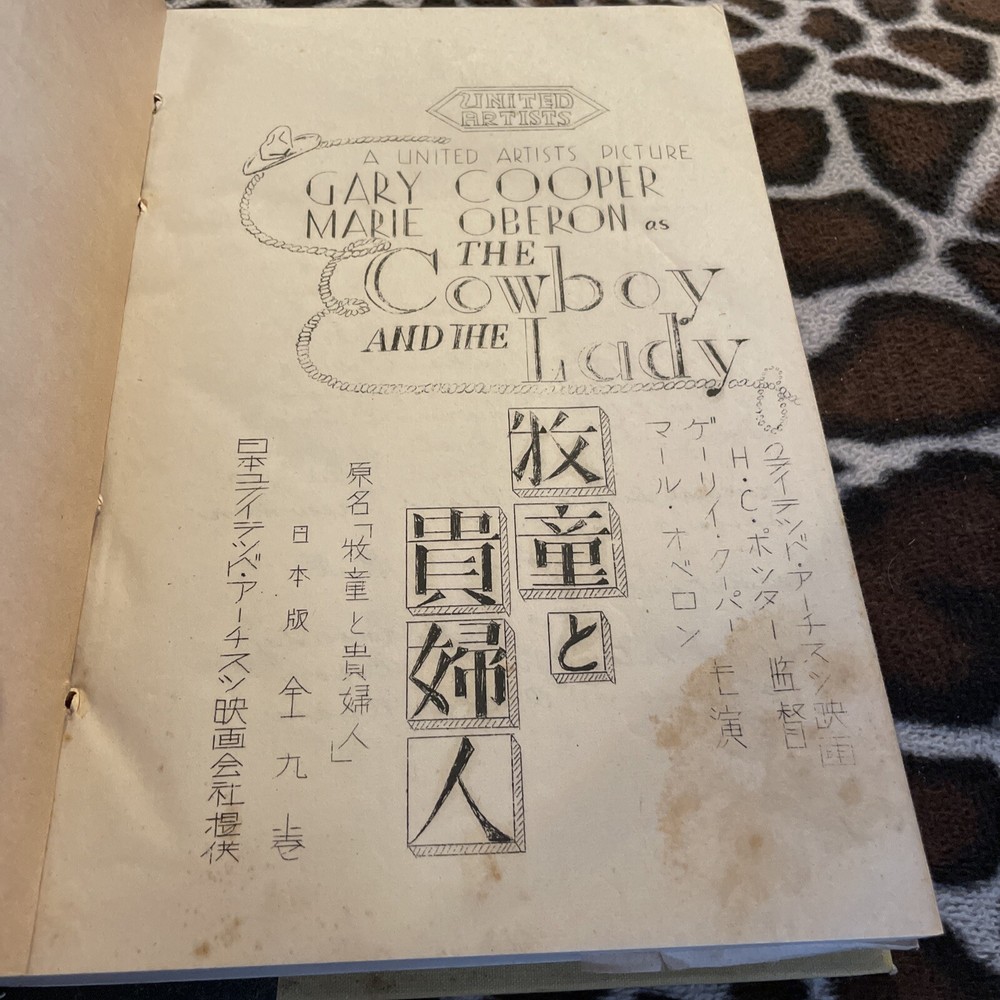 UNITED
ARTISTS
A UNITED ARTISTS PICTURE
GARY COOPER
MARIE OBERON as
THE
Cowboy
AND THE
Lady
ユナイテツド・アーチスツ映画
H・C・ポツター監督
ゲーリイ・クーパー 主演
マール・オベロン
牧童と
貴婦人
原名「牧童と貴婦人」
日本版 全九巻
日本ユナイテツド・アーチスツ映画会社提供